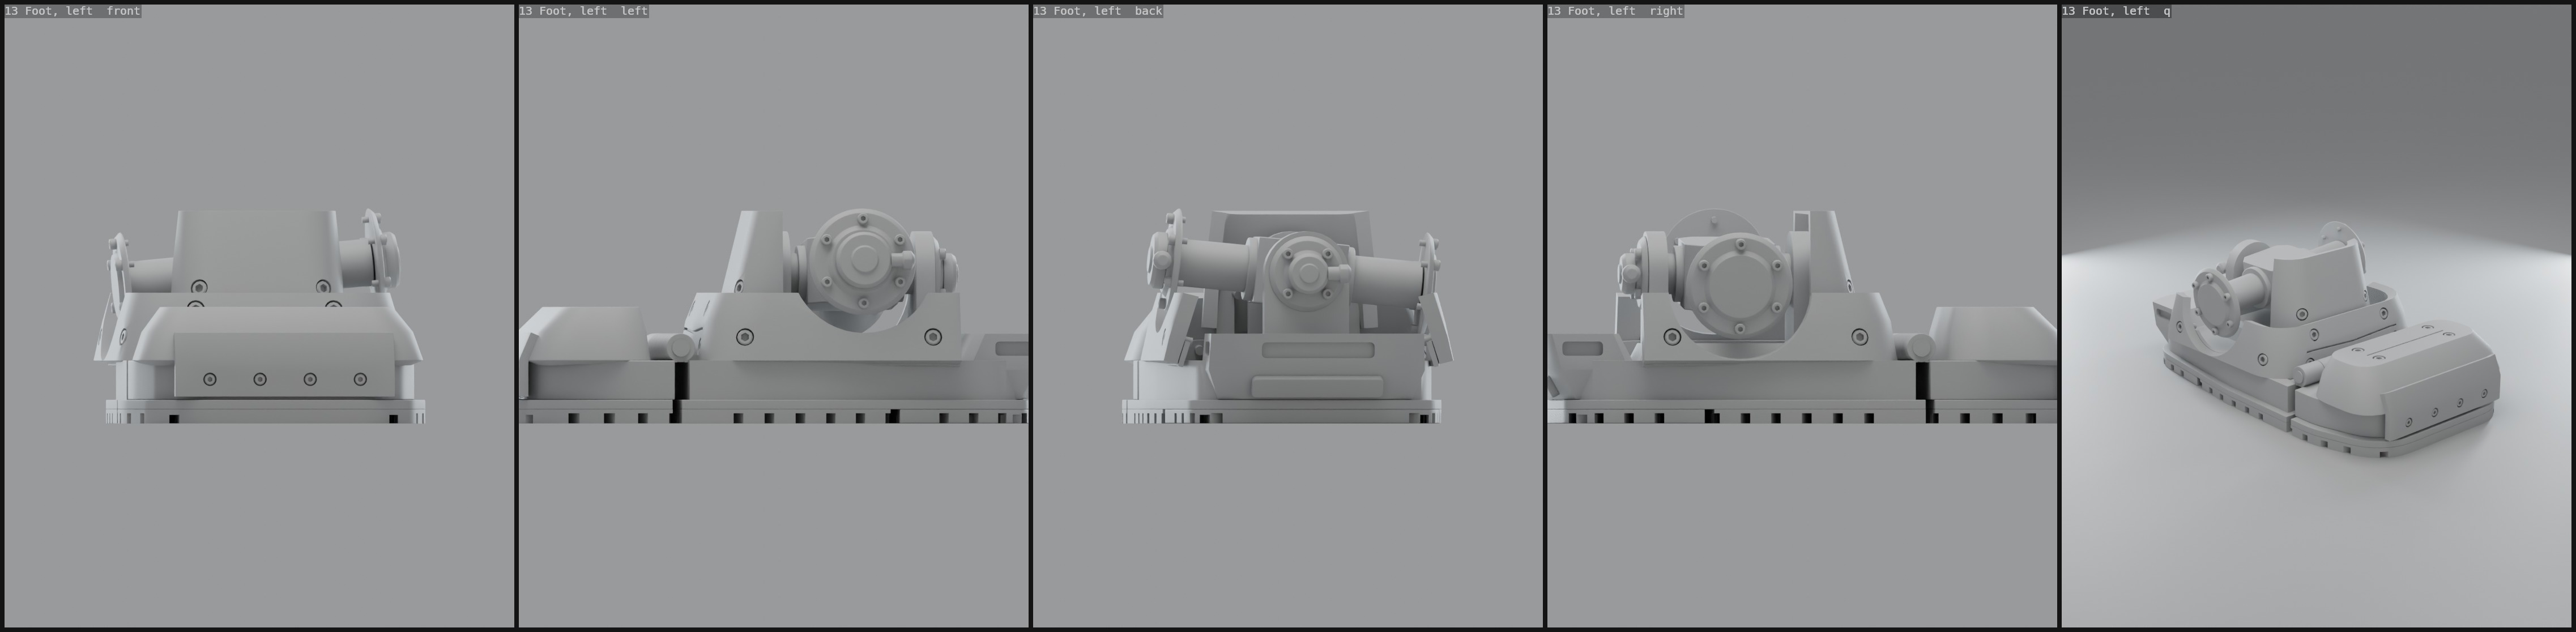 13 Foot, left  front
13 Foot, left  left
13 Foot, left  back
13 Foot, left  right
13 Foot, left  q